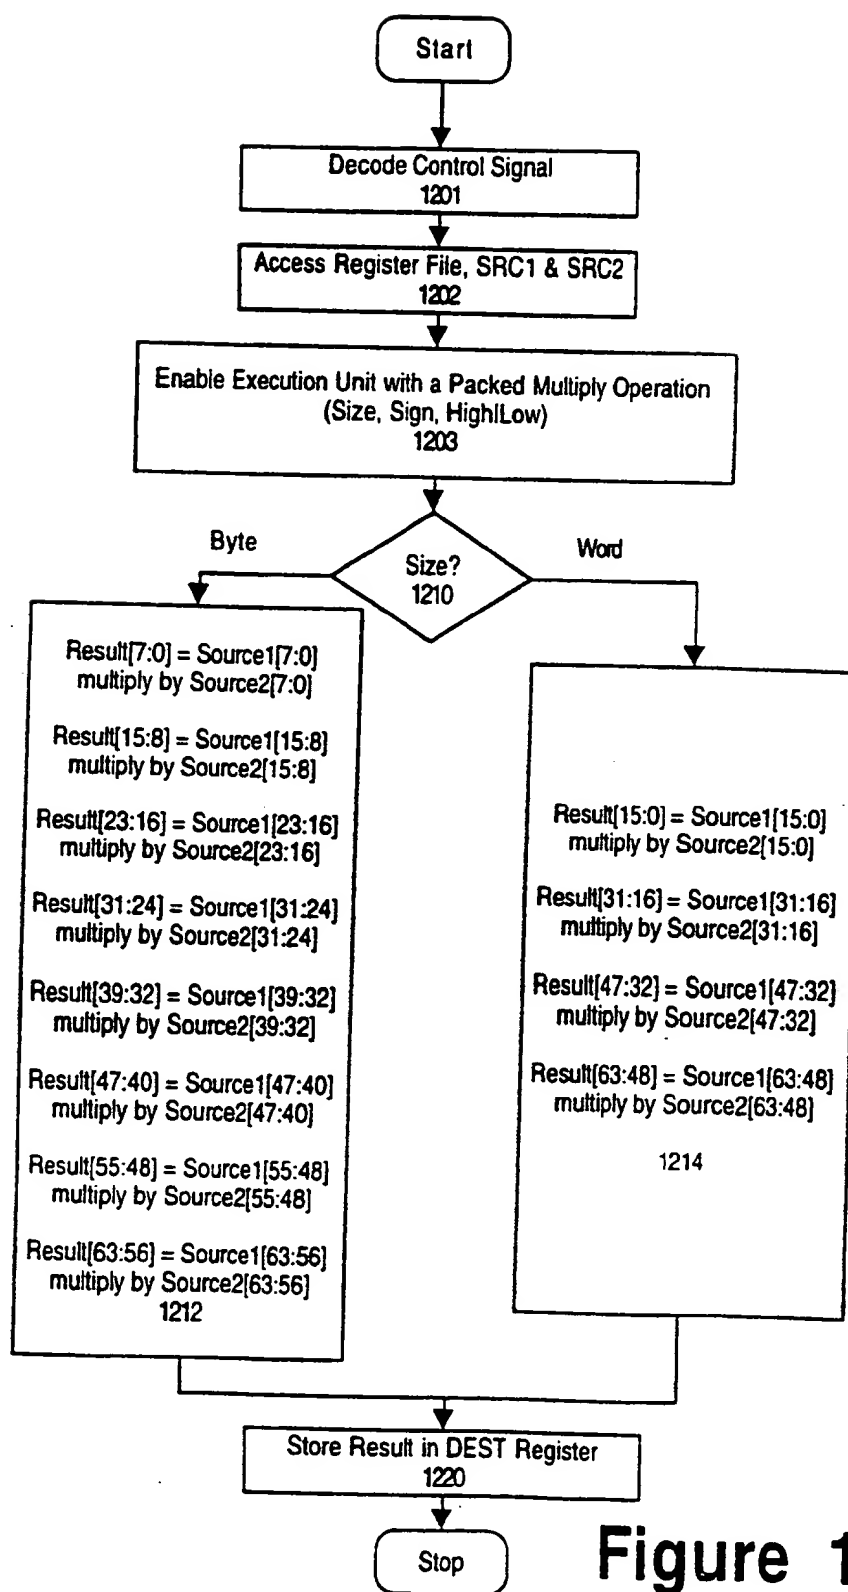 Start
Decode Control Signal
1201
Access Register File, SRC1 & SRC2
1202
Enable Execution Unit with a Packed Multiply Operation
(Size, Sign, High|Low)
1203
Byte
Size?
1210
Word
Result[7:0] = Source1[7:0]
multiply by Source2[7:0]
Result[15:8] = Source1[15:8]
multiply by Source2[15:8]
Result[23:16] = Source1[23:16]
multiply by Source2[23:16]
Result[31:24] = Source1[31:24]
multiply by Source2[31:24]
Result[39:32] = Source1[39:32]
multiply by Source2[39:32]
Result[47:40] = Source1[47:40]
multiply by Source2[47:40]
Result[55:48] = Source1[55:48]
multiply by Source2[55:48]
Result[63:56] = Source1[63:56]
multiply by Source2[63:56]
1212
Result[15:0] = Source1[15:0]
multiply by Source2[15:0]
Result[31:16] = Source1[31:16]
multiply by Source2[31:16]
Result[47:32] = Source1[47:32]
multiply by Source2[47:32]
Result[63:48] = Source1[63:48]
multiply by Source2[63:48]
1214
Store Result in DEST Register
1220
Stop
Figure 1